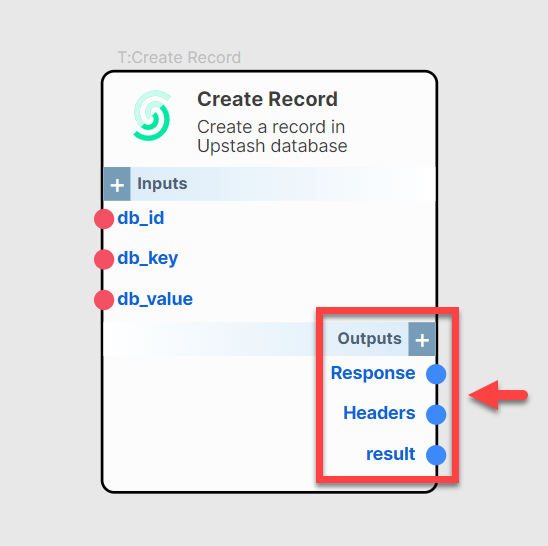 T:Create Record
Create Record
Create a record in
Upstash database
+ Inputs
db_id
db_key
db_value
Outputs +
Response
Headers
result